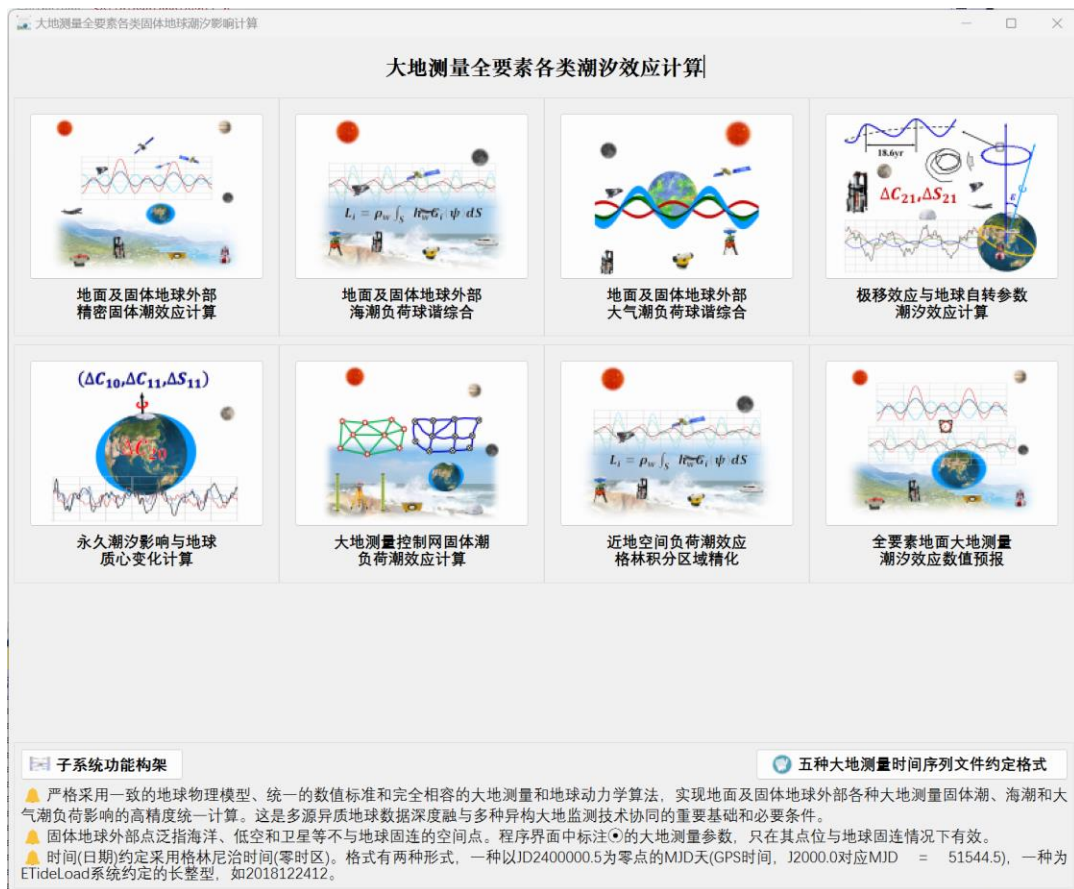 大地测量全要素各类固体地球潮汐影响计算
大地测量全要素各类潮汐效应计算
18.6yr
ε
ΔC21,ΔS21
Li = ρw ∫S hwGi(ψ)dS
地面及固体地球外部
精密固体潮效应计算
地面及固体地球外部
海潮负荷球谐综合
地面及固体地球外部
大气潮负荷球谐综合
极移效应与地球自转参数
潮汐效应计算
(ΔC10,ΔC11,ΔS11)
ΔC20
Li = ρw ∫S hwGi(ψ)dS
永久潮汐影响与地球
质心变化计算
大地测量控制网固体潮
负荷潮效应计算
近地空间负荷潮效应
格林积分区域精化
全要素地面大地测量
潮汐效应数值预报
子系统功能构架
五种大地测量时间序列文件约定格式
严格采用一致的地球物理模型、统一的数值标准和完全相容的大地测量和地球动力学算法，实现地面及固体地球外部各种大地测量固体潮、海潮和大
气潮负荷影响的高精度统一计算。这是多源异质地球数据深度融与多种异构大地监测技术协同的重要基础和必要条件。
固体地球外部点泛指海洋、低空和卫星等不与地球固连的空间点。程序界面中标注⊙的大地测量参数，只在其点位与地球固连情况下有效。
时间(日期)约定采用格林尼治时间(零时区)。格式有两种形式，一种以JD2400000.5为零点的MJD天(GPS时间，J2000.0对应MJD = 51544.5)，一种为
ETideLoad系统约定的长整型，如2018122412。